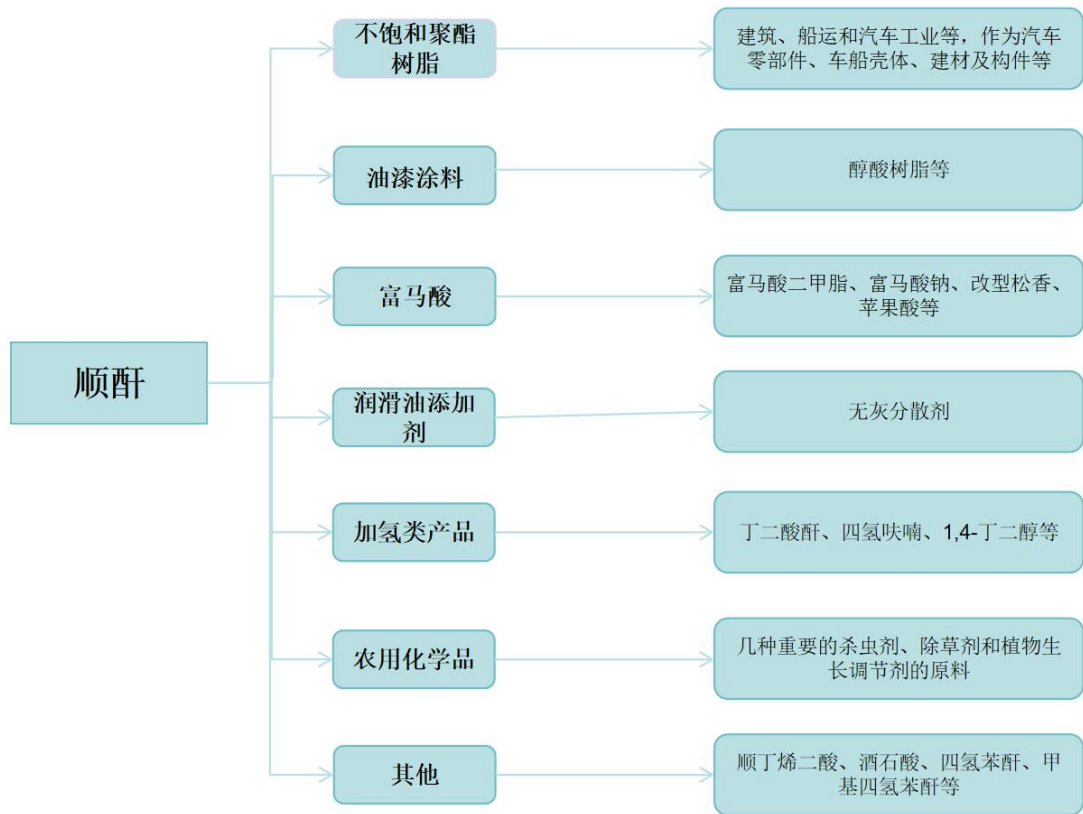 不饱和聚酯
树脂
建筑、船运和汽车工业等，作为汽车
零部件、车船壳体、建材及构件等
油漆涂料
醇酸树脂等
富马酸
富马酸二甲脂、富马酸钠、改型松香、
苹果酸等
顺酐
润滑油添加
剂
无灰分散剂
加氢类产品
丁二酸酐、四氢呋喃、1,4-丁二醇等
农用化学品
几种重要的杀虫剂、除草剂和植物生
长调节剂的原料
其他
顺丁烯二酸、酒石酸、四氢苯酐、甲
基四氢苯酐等